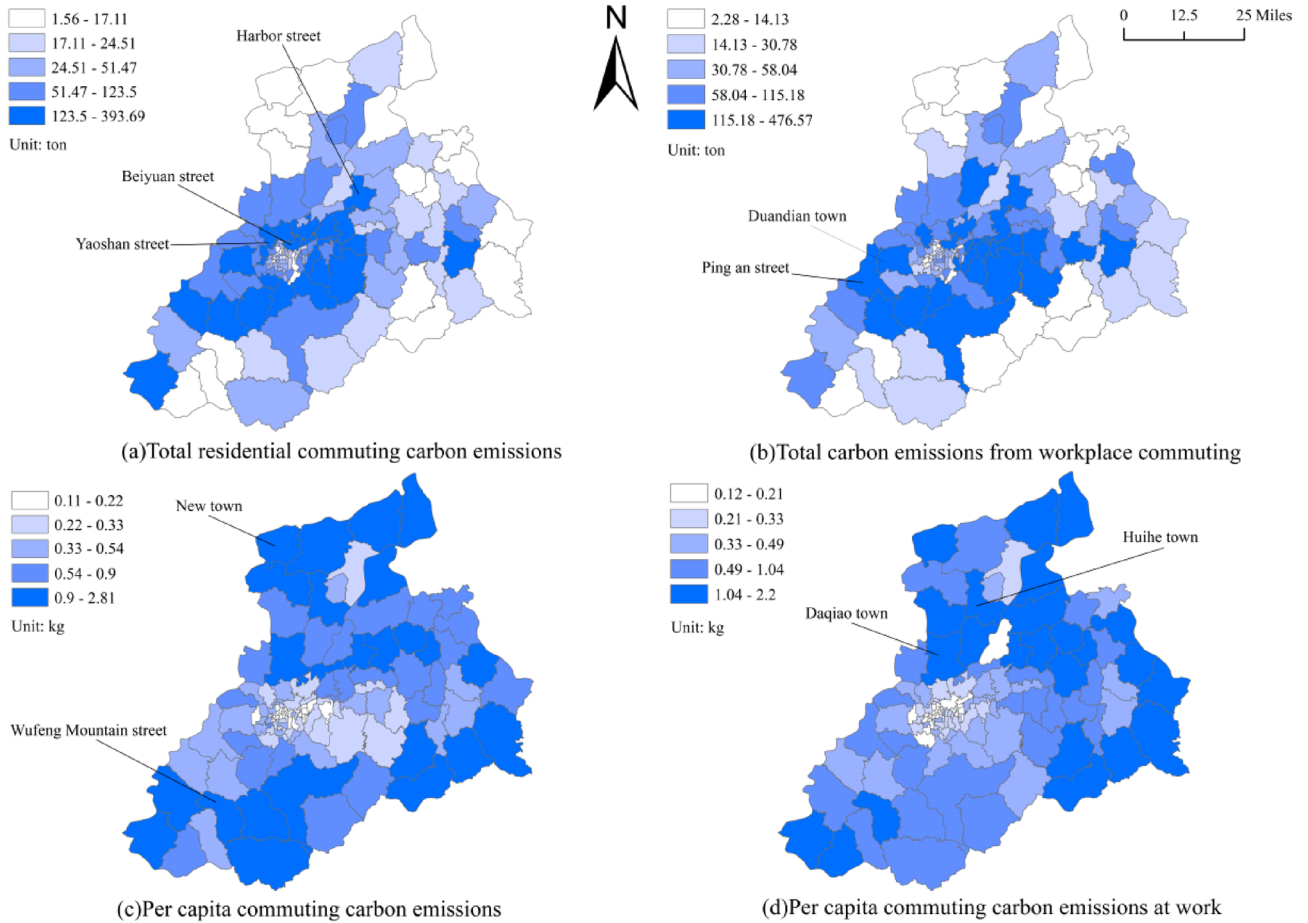 1.56 - 17.11
17.11 - 24.51
24.51 - 51.47
51.47 - 123.5
123.5 - 393.69
Unit: ton
Harbor street
Beiyuan street
Yaoshan street
(a)Total residential commuting carbon emissions
N
2.28 - 14.13
14.13 - 30.78
30.78 - 58.04
58.04 - 115.18
115.18 - 476.57
Unit: ton
0 12.5 25 Miles
Duandian town
Ping an street
(b)Total carbon emissions from workplace commuting
0.11 - 0.22
0.22 - 0.33
0.33 - 0.54
0.54 - 0.9
0.9 - 2.81
Unit: kg
New town
Wufeng Mountain street
(c)Per capita commuting carbon emissions
0.12 - 0.21
0.21 - 0.33
0.33 - 0.49
0.49 - 1.04
1.04 - 2.2
Unit: kg
Huihe town
Daqiao town
(d)Per capita commuting carbon emissions at work